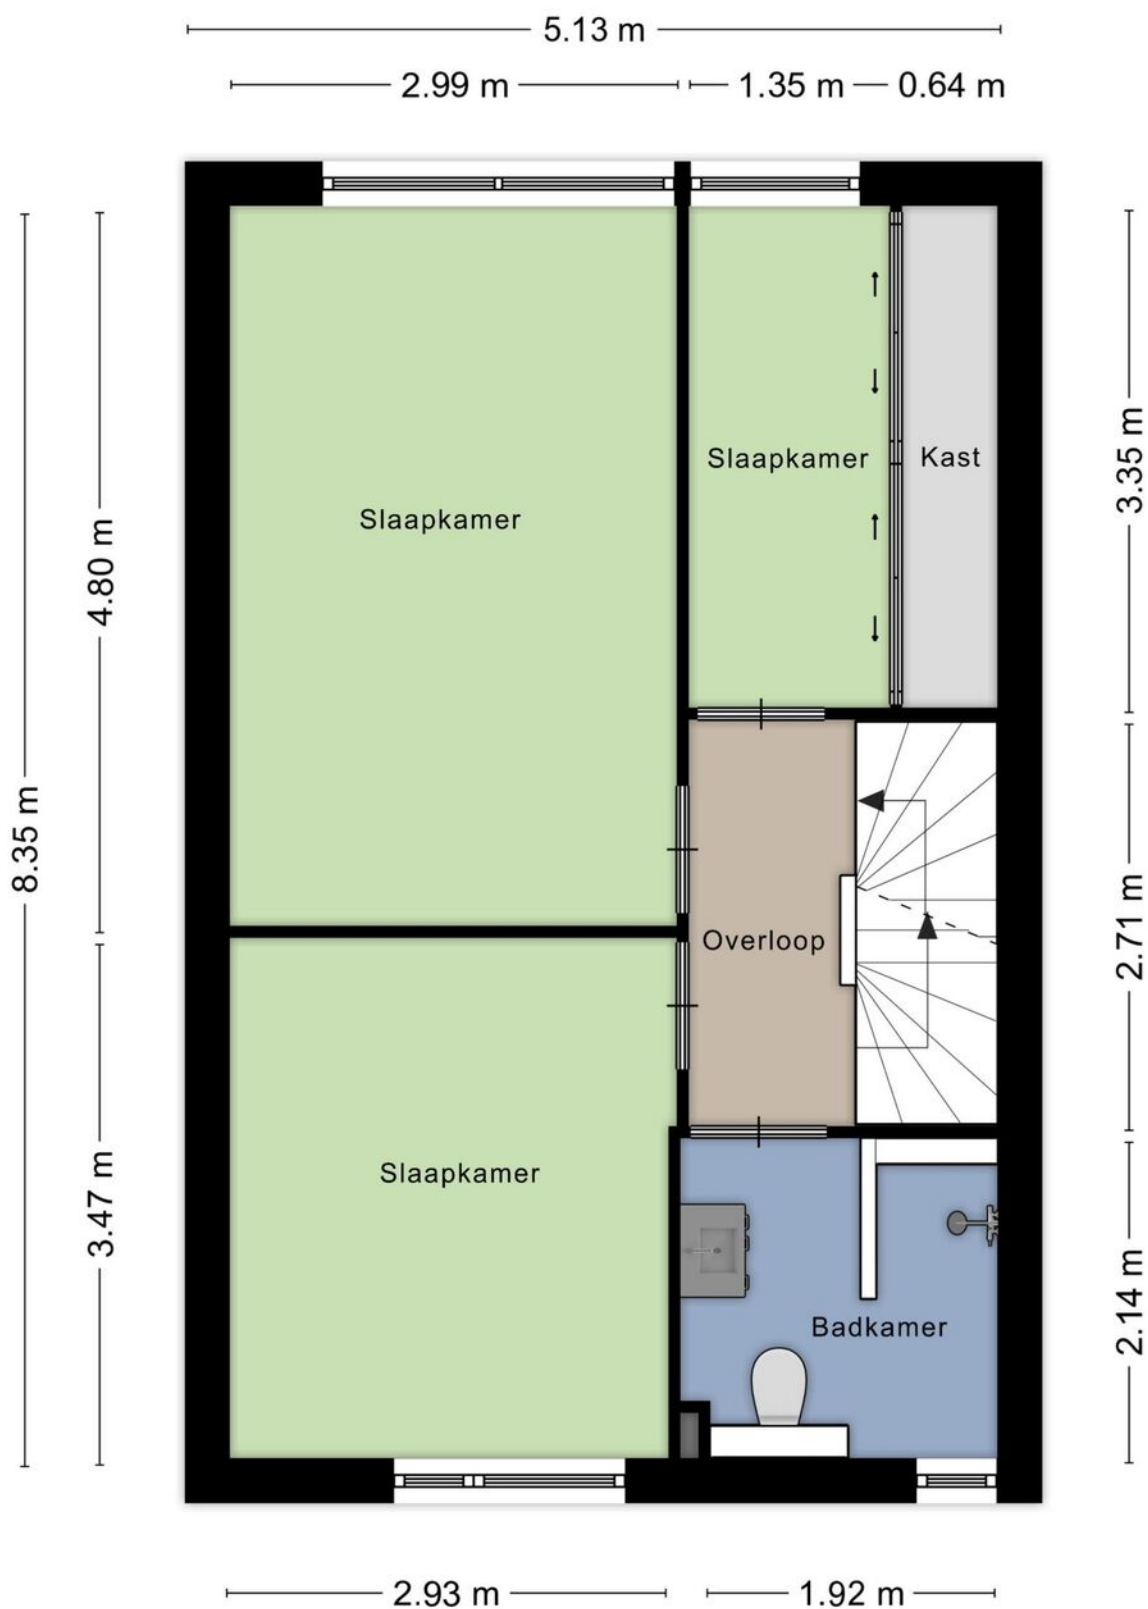 5.13 m
2.99 m
1.35 m
0.64 m
Slaapkamer
Kast
3.35 m
Slaapkamer
4.80 m
8.35 m
Overloop
2.71 m
Slaapkamer
3.47 m
Badkamer
2.14 m
2.93 m
1.92 m